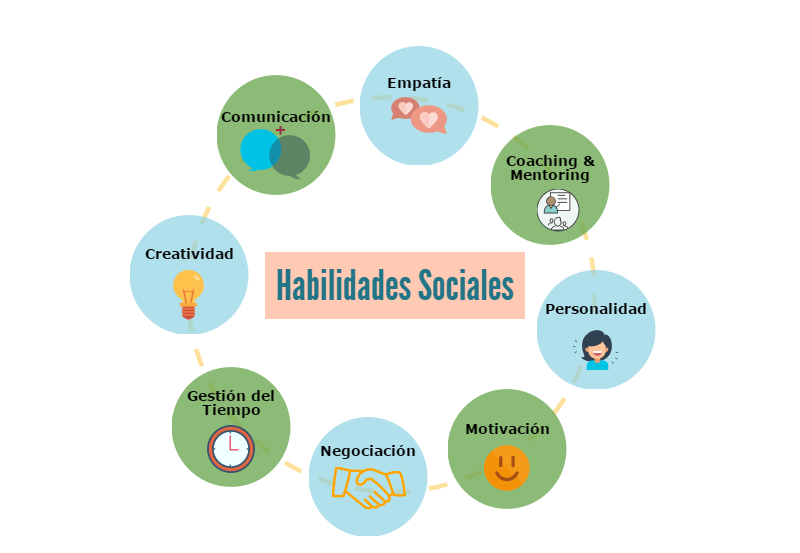 Empatía
Comunicación
Coaching &
Mentoring
Creatividad
Habilidades Sociales
Personalidad
Gestión del
Tiempo
Motivación
Negociación